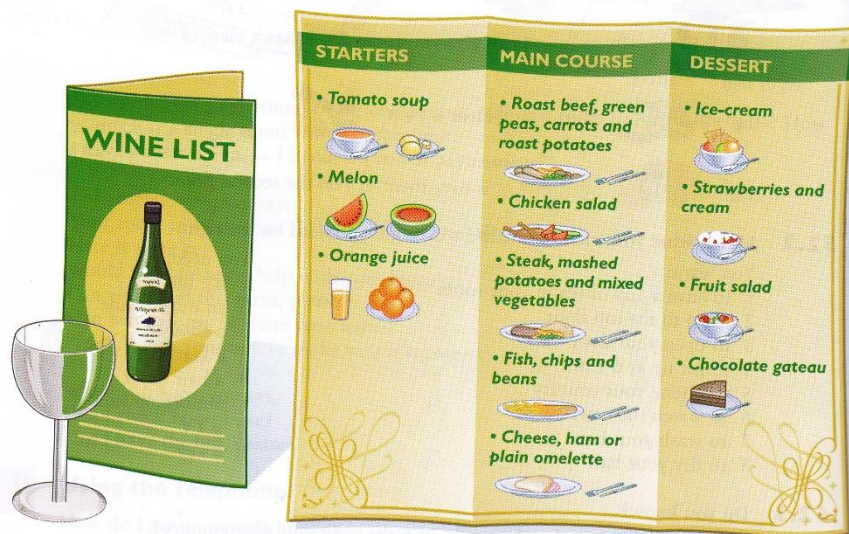 WINE LIST
STARTERS
• Tomato soup
• Melon
• Orange juice
MAIN COURSE
• Roast beef, green
peas, carrots and
roast potatoes
• Chicken salad
• Steak, mashed
potatoes and mixed
vegetables
• Fish, chips and
beans
• Cheese, ham or
plain omelette
DESSERT
• Ice-cream
• Strawberries and
cream
• Fruit salad
• Chocolate gateau